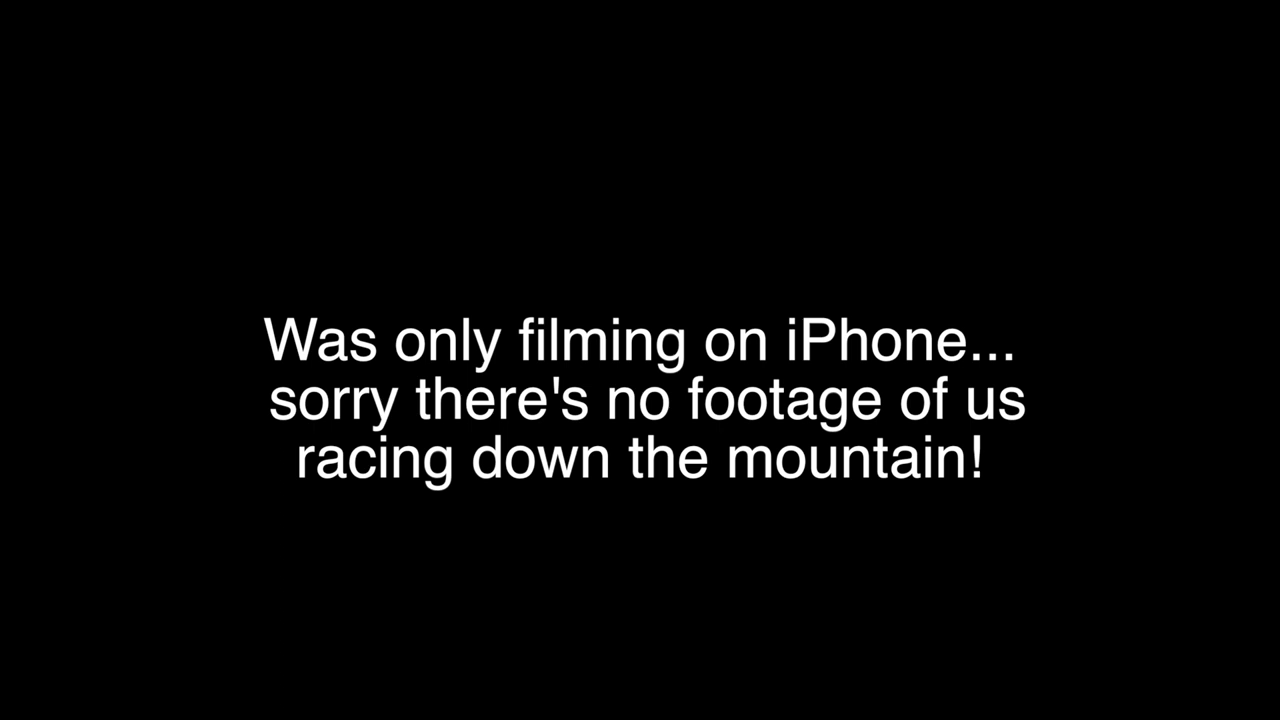 Was only filming on iPhone...
sorry there's no footage of us
racing down the mountain!